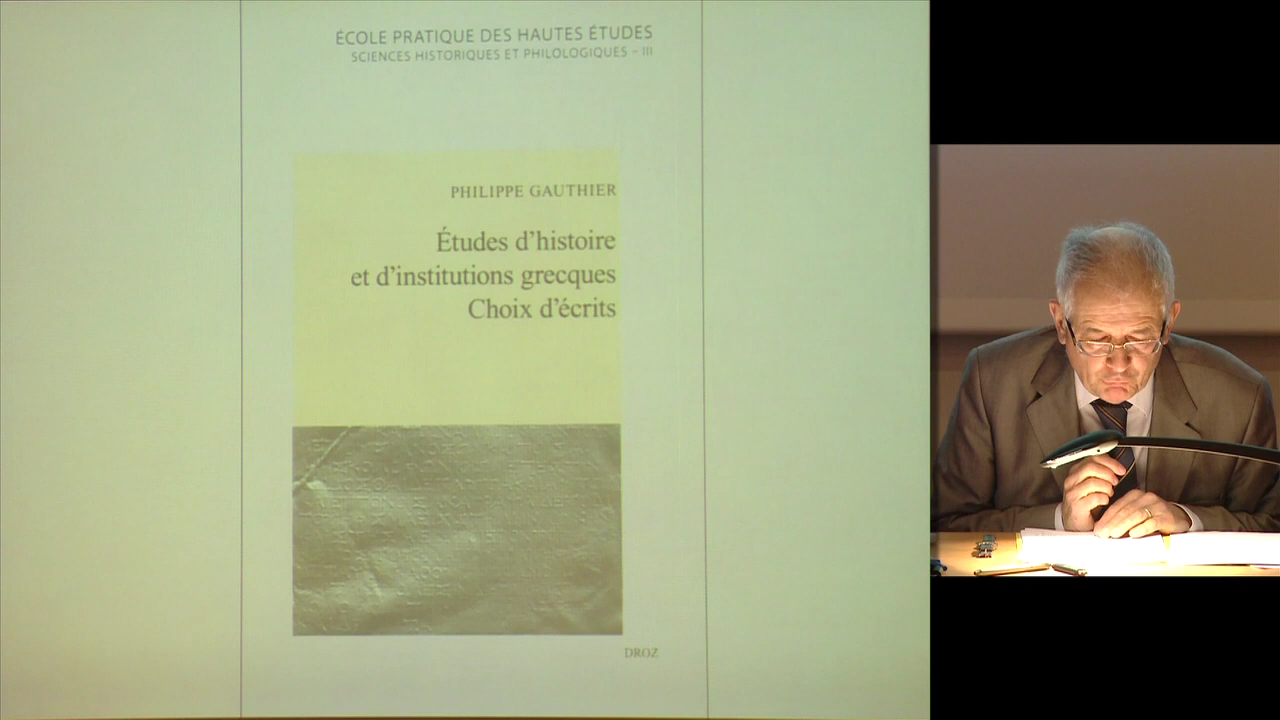 ÉCOLE PRATIQUE DES HAUTES ÉTUDES
SCIENCES HISTORIQUES ET PHILOLOGIQUES – III
PHILIPPE GAUTHIER
Études d’histoire
et d’institutions grecques
Choix d’écrits
DROZ